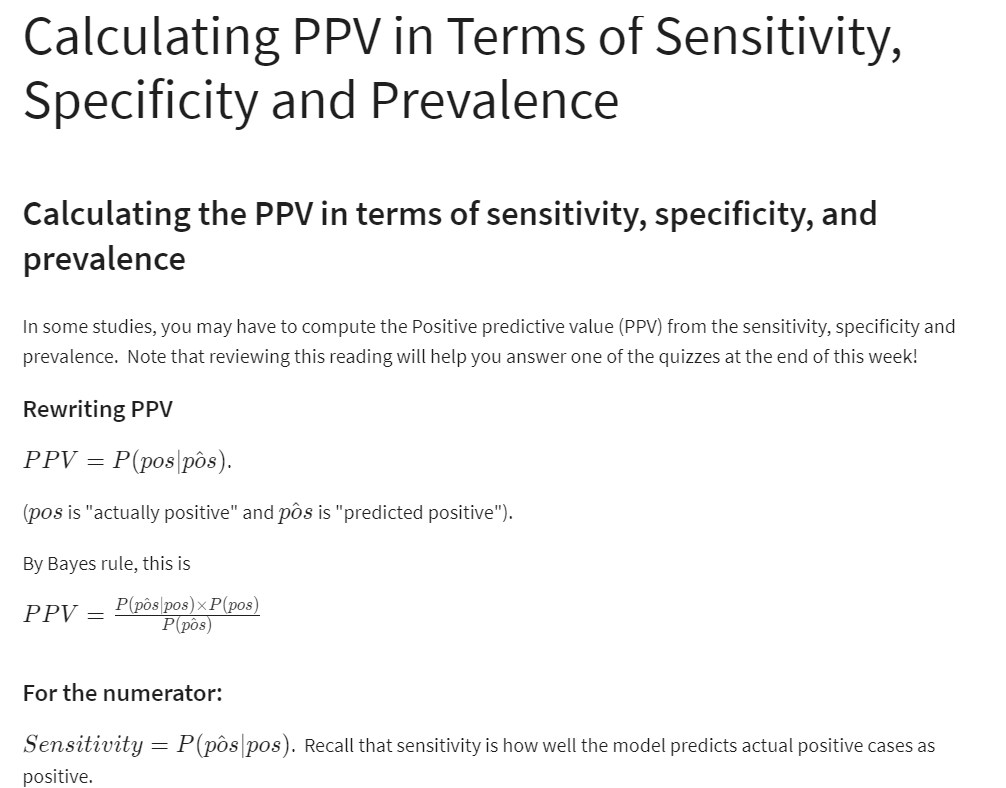 Calculating PPV in Terms of Sensitivity,
Specificity and Prevalence
Calculating the PPV in terms of sensitivity, specificity, and
prevalence
In some studies, you may have to compute the Positive predictive value (PPV) from the sensitivity, specificity and
prevalence. Note that reviewing this reading will help you answer one of the quizzes at the end of this week!
Rewriting PPV
PPV = P(pos|pôs).
(pos is "actually positive" and pôs is "predicted positive").
By Bayes rule, this is
PPV = P(pôs|pos)×P(pos) / P(pôs)
For the numerator:
Sensitivity = P(pôs|pos). Recall that sensitivity is how well the model predicts actual positive cases as
positive.